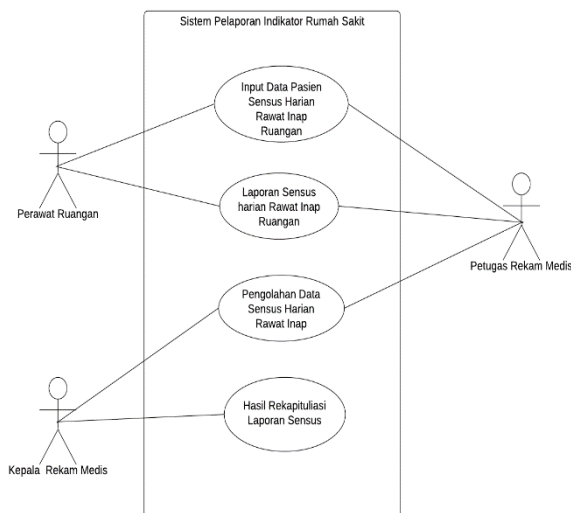 Sistem Pelaporan Indikator Rumah Sakit
Input Data Pasien
Sensus Harian
Rawat Inap
Ruangan
Perawat Ruangan
Laporan Sensus
harian Rawat Inap
Ruangan
Petugas Rekam Medis
Pengolahan Data
Sensus Harian
Rawat Inap
Hasil Rekapituliasi
Laporan Sensus
Kepala Rekam Medis